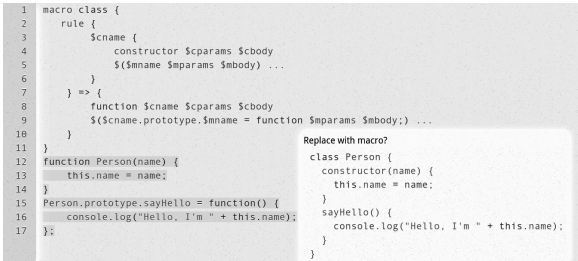 1 macro class {
2 rule {
3 $cname {
4 constructor $cparams $cbody
5 $($mname $mparams $mbody) ...
6 }
7 } => {
8 function $cname $cparams $cbody
9 $($cname.prototype.$mname = function $mparams $mbody;) ...
10 }
11 }
12 function Person(name) {
13 this.name = name;
14 }
15 Person.prototype.sayHello = function() {
16 console.log("Hello, I'm " + this.name);
17 };
Replace with macro?
class Person {
constructor(name) {
this.name = name;
}
sayHello() {
console.log("Hello, I'm " + this.name);
}
}